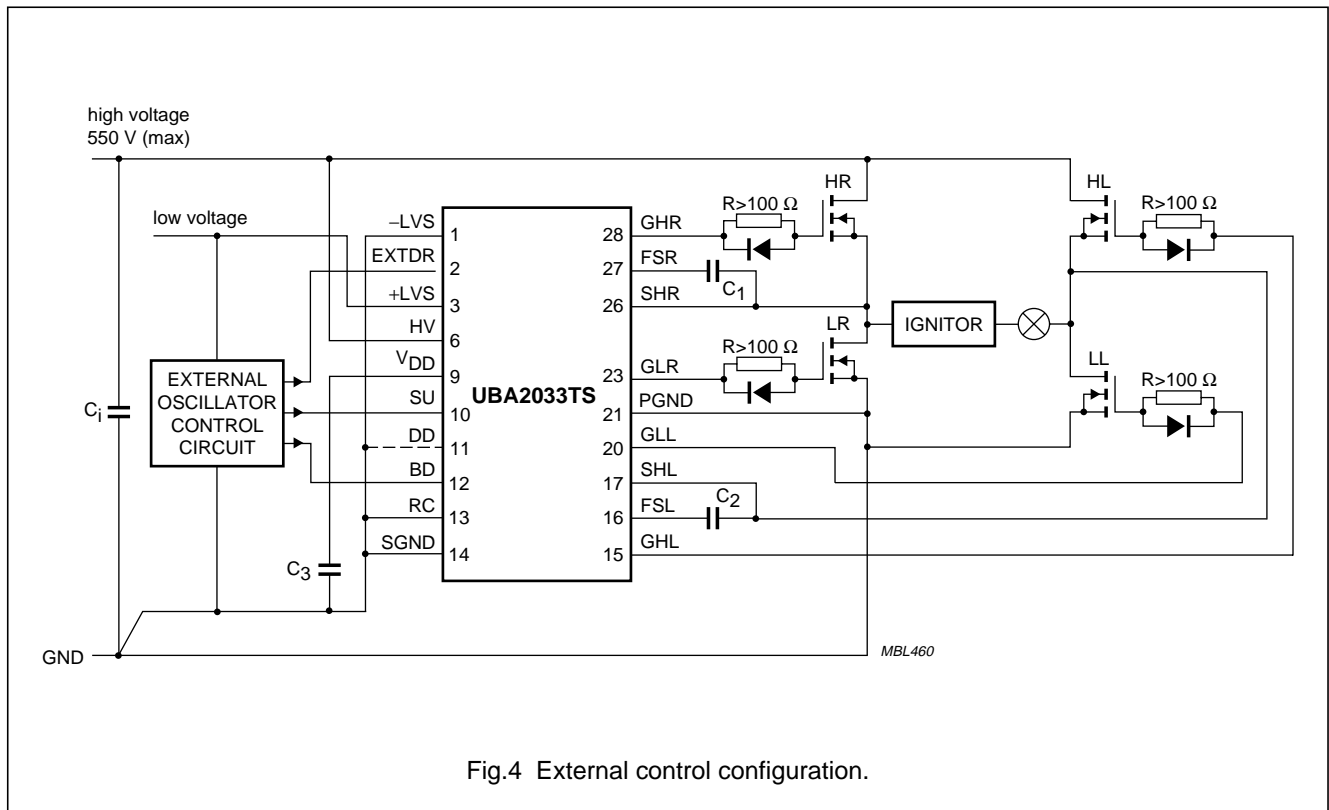 high voltage
550 V (max)
low voltage
EXTERNAL
OSCILLATOR
CONTROL
CIRCUIT
Ci
C3
GND
−LVS
1
EXTDR
2
+LVS
3
HV
6
VDD
9
SU
10
DD
11
BD
12
RC
13
SGND
14
UBA2033TS
GHR
28
FSR
27
SHR
26
GLR
23
PGND
21
GLL
20
SHL
17
FSL
16
GHL
15
R>100 Ω
HR
C1
R>100 Ω
LR
C2
IGNITOR
HL
R>100 Ω
LL
R>100 Ω
MBL460
Fig.4 External control configuration.